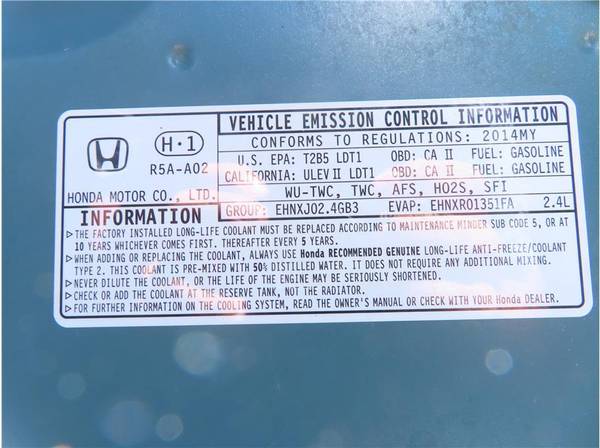 H·1
R5A-A02
HONDA MOTOR CO., LTD.
VEHICLE EMISSION CONTROL INFORMATION
CONFORMS TO REGULATIONS: 2014MY
U.S. EPA: T2B5 LDT1 OBD: CA II FUEL: GASOLINE
CALIFORNIA: ULEV II LDT1 OBD: CA II FUEL: GASOLINE
WU-TWC, TWC, AFS, HO2S, SFI
GROUP: EHNXJ02.4GB3 EVAP: EHNXR01351FA 2.4L
INFORMATION
▷THE FACTORY INSTALLED LONG-LIFE COOLANT MUST BE REPLACED ACCORDING TO MAINTENANCE MINDER SUB CODE 5, OR AT
10 YEARS WHICHEVER COMES FIRST. THEREAFTER EVERY 5 YEARS.
▷WHEN ADDING OR REPLACING THE COOLANT, ALWAYS USE Honda RECOMMENDED GENUINE LONG-LIFE ANTI-FREEZE/COOLANT
TYPE 2. THIS COOLANT IS PRE-MIXED WITH 50% DISTILLED WATER. IT DOES NOT REQUIRE ANY ADDITIONAL MIXING.
▷NEVER DILUTE THE COOLANT, OR THE LIFE OF THE ENGINE MAY BE SERIOUSLY SHORTENED.
▷CHECK OR ADD THE COOLANT AT THE RESERVE TANK, NOT THE RADIATOR.
▷FOR FURTHER INFORMATION ON THE COOLING SYSTEM, READ THE OWNER'S MANUAL OR CHECK WITH YOUR Honda DEALER.